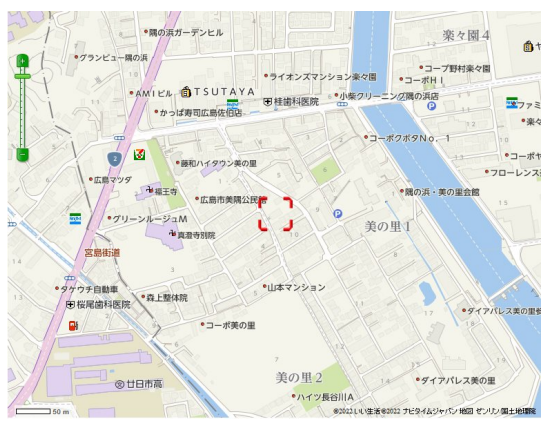 隅の浜ガーデンビル
楽々園4
グランビュー隅の浜
コープ野村楽々園
ライオンズマンション楽々園
コーポHI
AMIビル
TSUTAYA
小柴クリーニング隅の浜店
桂歯科医院
ファミ
かっぱ寿司広島佐伯店
楽々
コーポクボタNo.1
2
藤和ハイタウン美の里
コーポヤ
フローレンス
広島マツダ
福王寺
隅の浜・美の里会館
広島市美隅公民館
グリーンルージュM
美の里1
真澄寺別院
宮島街道
タケウチ自動車
山本マンション
桜尾歯科医院
森上整体院
ダイアパレス美の里参
コーポ美の里
美の里2
廿日市高
ダイアパレス美の里
ハイツ長谷川A
50 m
©2022 いい生活 ©2022 ナビタイムジャパン 地図 ゼンリン/国土地理院